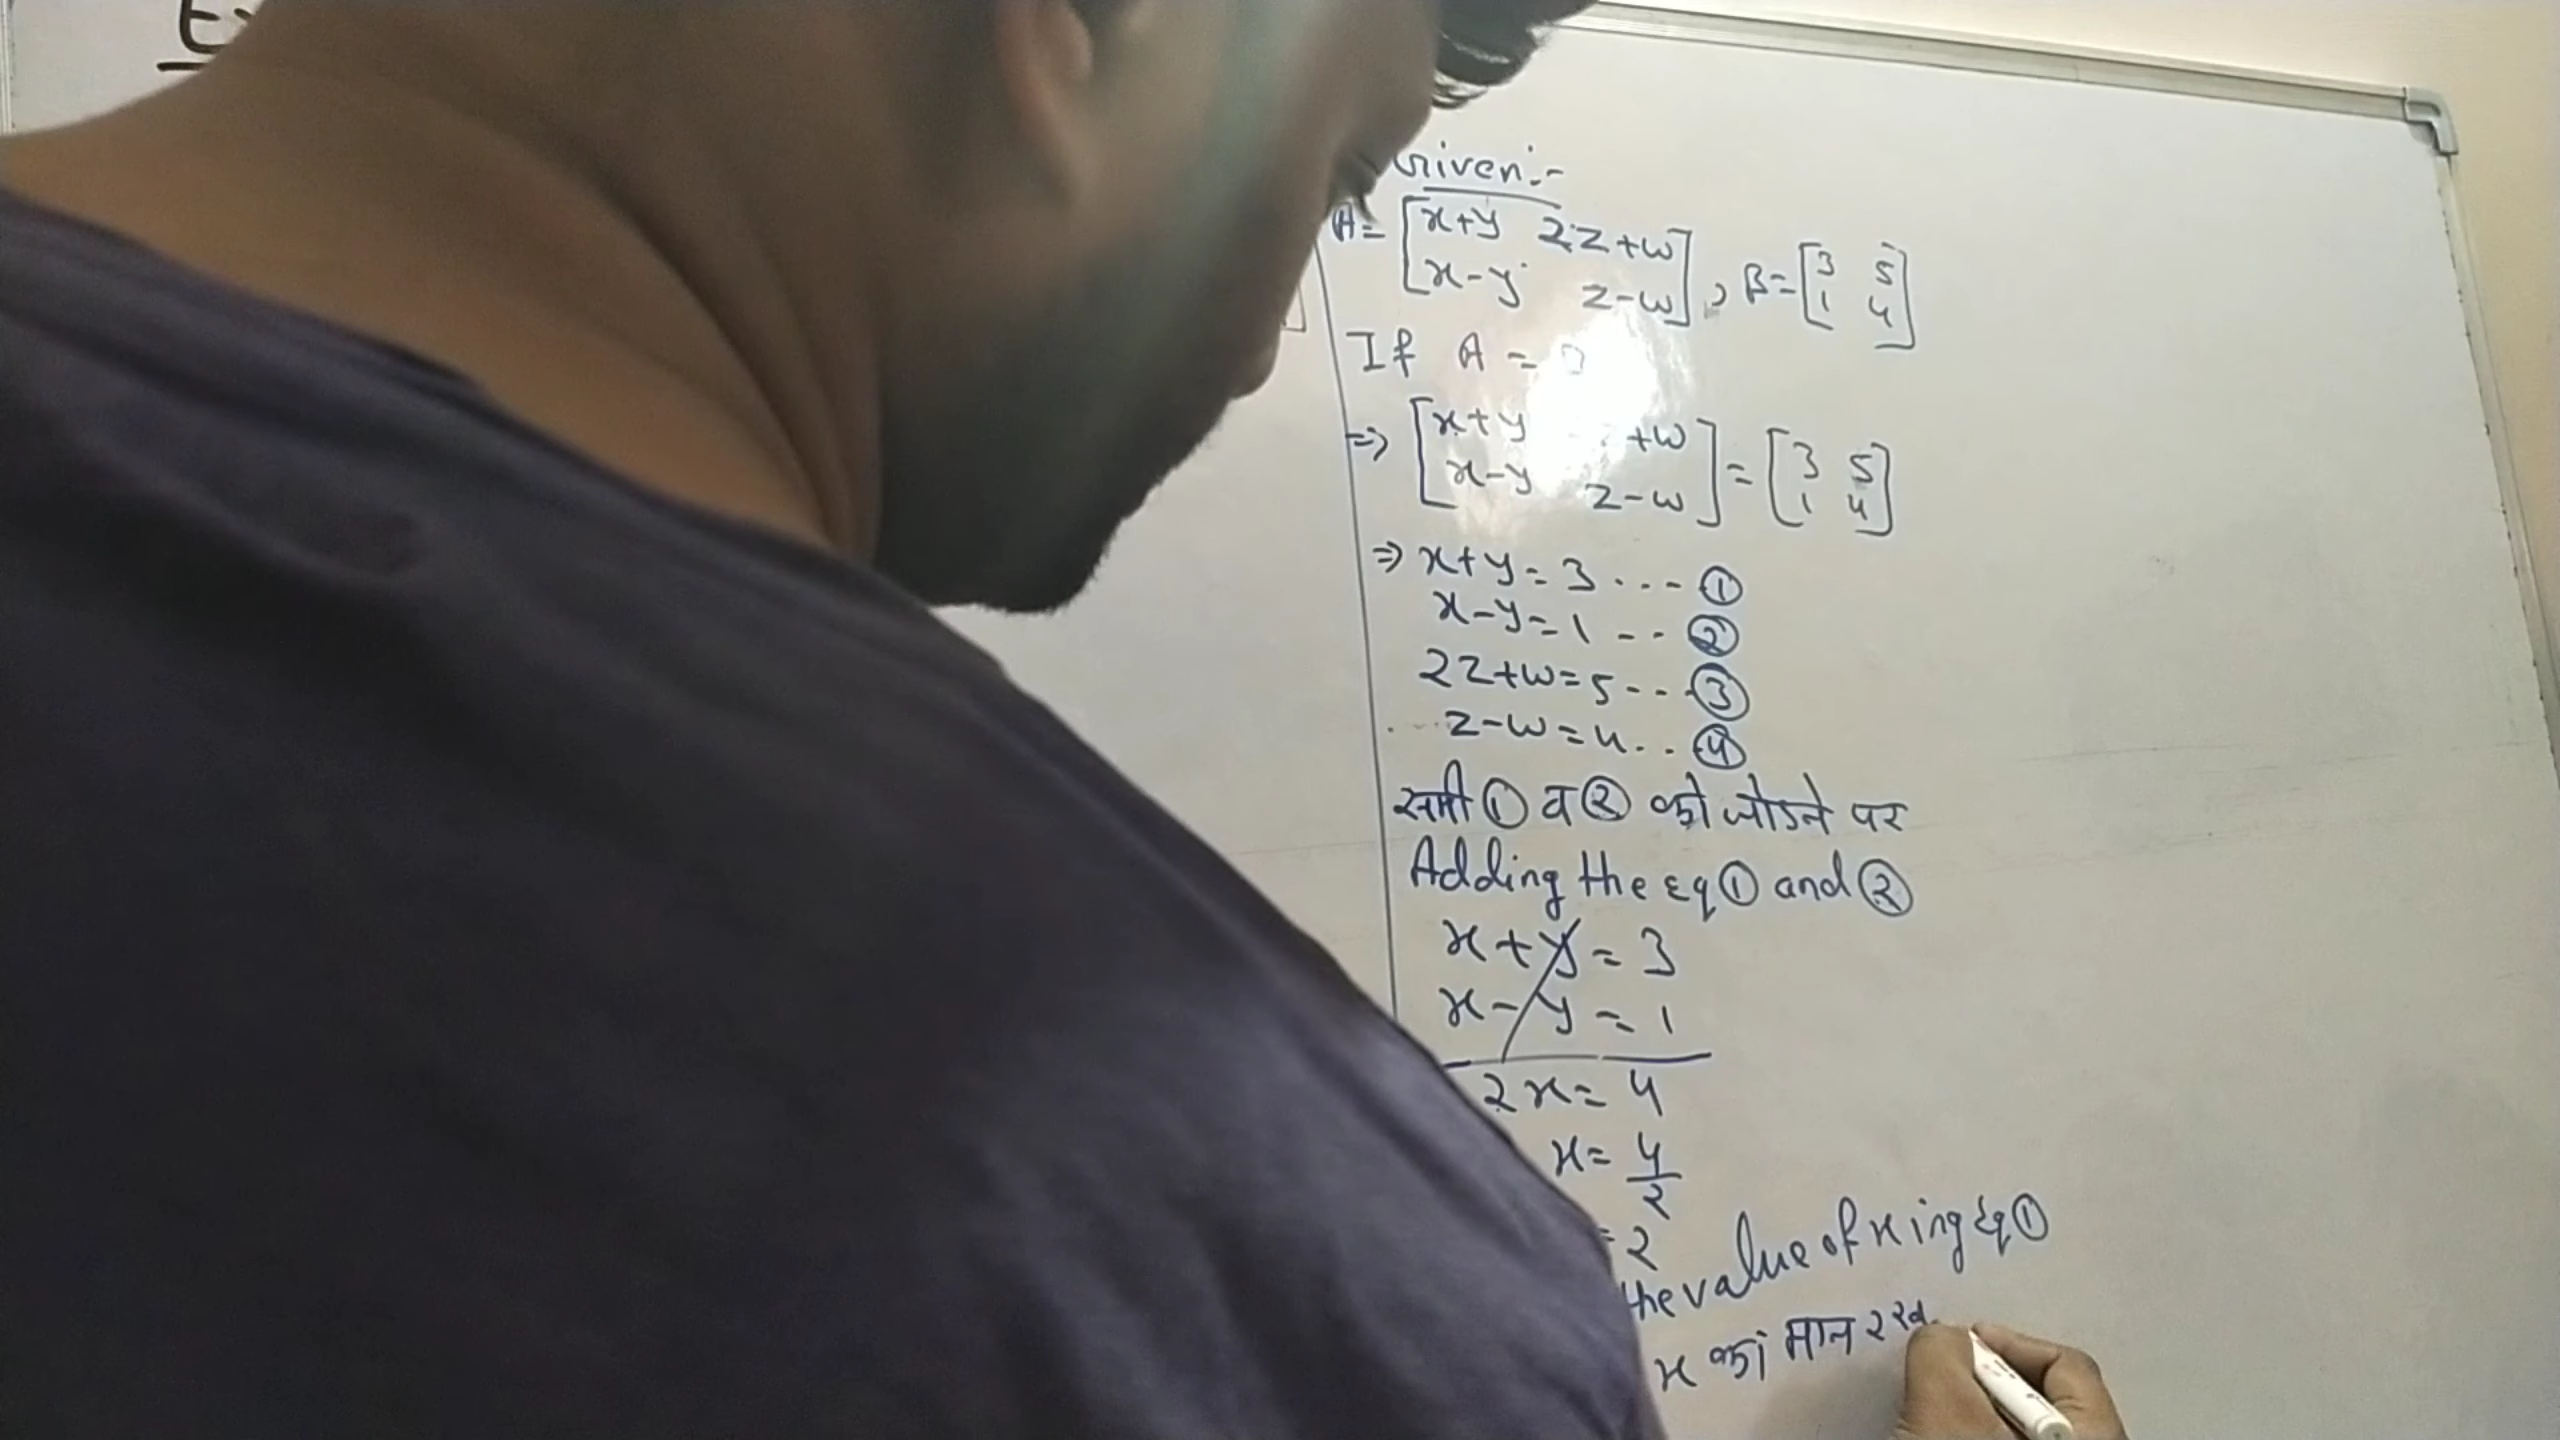 Given:-
A = [x+y 2z+w
x-y z-w], B = [3 5
1 4]
If A =
⇒ [x+y +w
x-y z-w] = [3 5
1 4]
⇒ x+y = 3 ... ①
x-y = 1 -- ②
2z+w = 5 -- ③
z-w = 4 .. ④
समी ① व ② को जोडने पर
Adding the Eq ① and ②
x + y = 3
x - y = 1
2x = 4
x = 4/2
= 2
the value of x ing Eq ①
x का मान